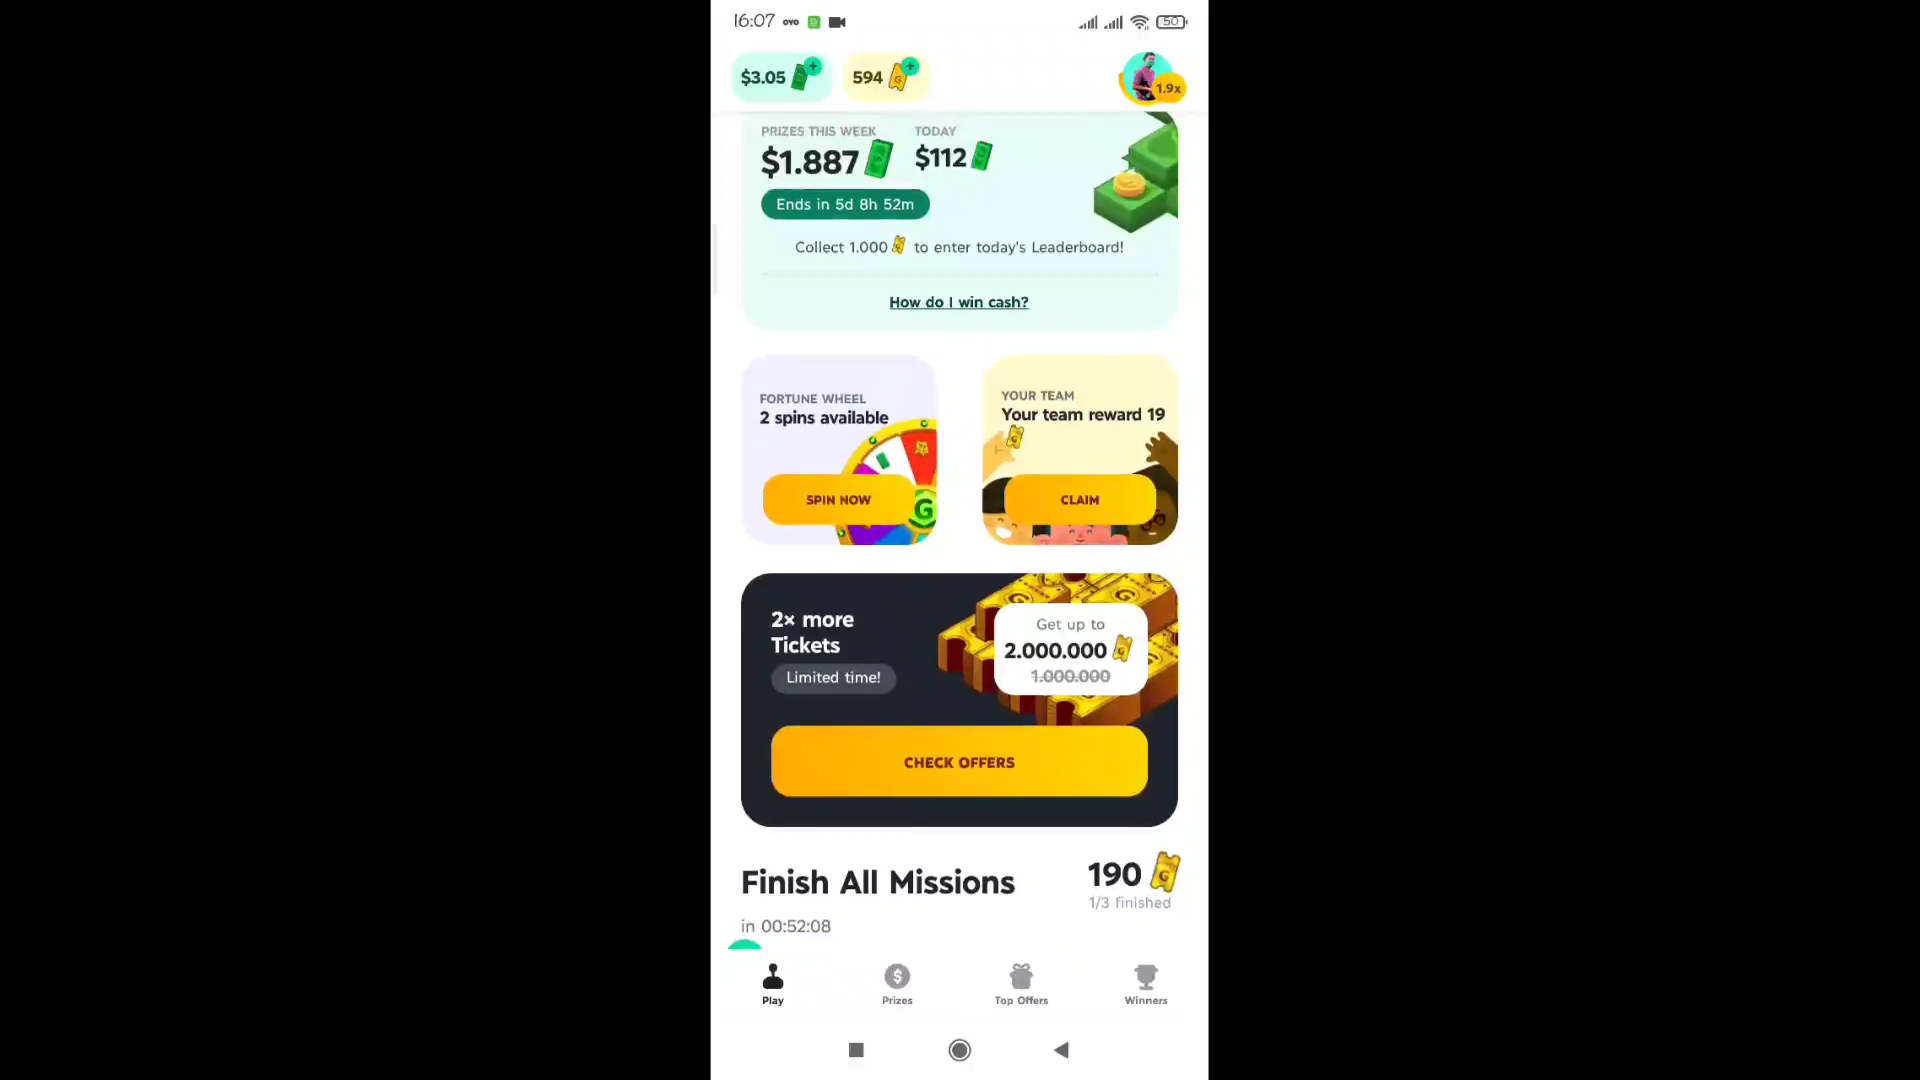 16:07 OVO 50
$3.05 594 1.9x
PRIZES THIS WEEK TODAY
$1.887 $112
Ends in 5d 8h 52m
Collect 1.000 to enter today's Leaderboard!
How do I win cash?
FORTUNE WHEEL
2 spins available
SPIN NOW
G
YOUR TEAM
Your team reward 19
G
CLAIM
2× more
Tickets
Limited time!
Get up to
2.000.000
1.000.000
CHECK OFFERS
Finish All Missions
190 G
1/3 finished
in 00:52:08
Play Prizes Top Offers Winners